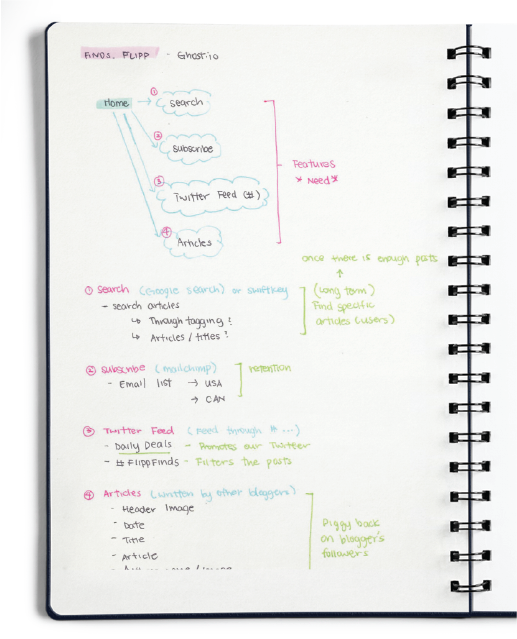 FINDS. FLIPP - Ghost.io
Home → ① Search
② Subscribe
③ Twitter Feed (#)
④ Articles
Features
* Need *
once there is enough posts
↑
(long term)
Find specific
articles (users)
① Search (Google search) or swiftkey
- search articles
↳ Through tagging?
↳ Articles / titles?
② Subscribe (mailchimp)
- Email list → USA
→ CAN
retention
③ Twitter Feed (Feed through # ...)
- Daily Deals - Promotes our Twitter
- # FlippFinds - Filters the posts
④ Articles (written by other bloggers)
- Header Image
- Date
- Title
- Article
Piggy back
on blogger's
followers